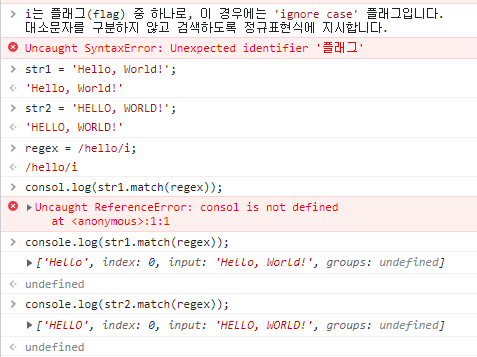 i는 플래그(flag) 중 하나로, 이 경우에는 'ignore case' 플래그입니다.
대소문자를 구분하지 않고 검색하도록 정규표현식에 지시합니다.
Uncaught SyntaxError: Unexpected identifier '플래그'
str1 = 'Hello, World!';
'Hello, World!'
str2 = 'HELLO, WORLD!';
'HELLO, WORLD!'
regex = /hello/i;
/hello/i
consol.log(str1.match(regex));
Uncaught ReferenceError: consol is not defined
at <anonymous>:1:1
console.log(str1.match(regex));
['Hello', index: 0, input: 'Hello, World!', groups: undefined]
undefined
console.log(str2.match(regex));
['HELLO', index: 0, input: 'HELLO, WORLD!', groups: undefined]
undefined